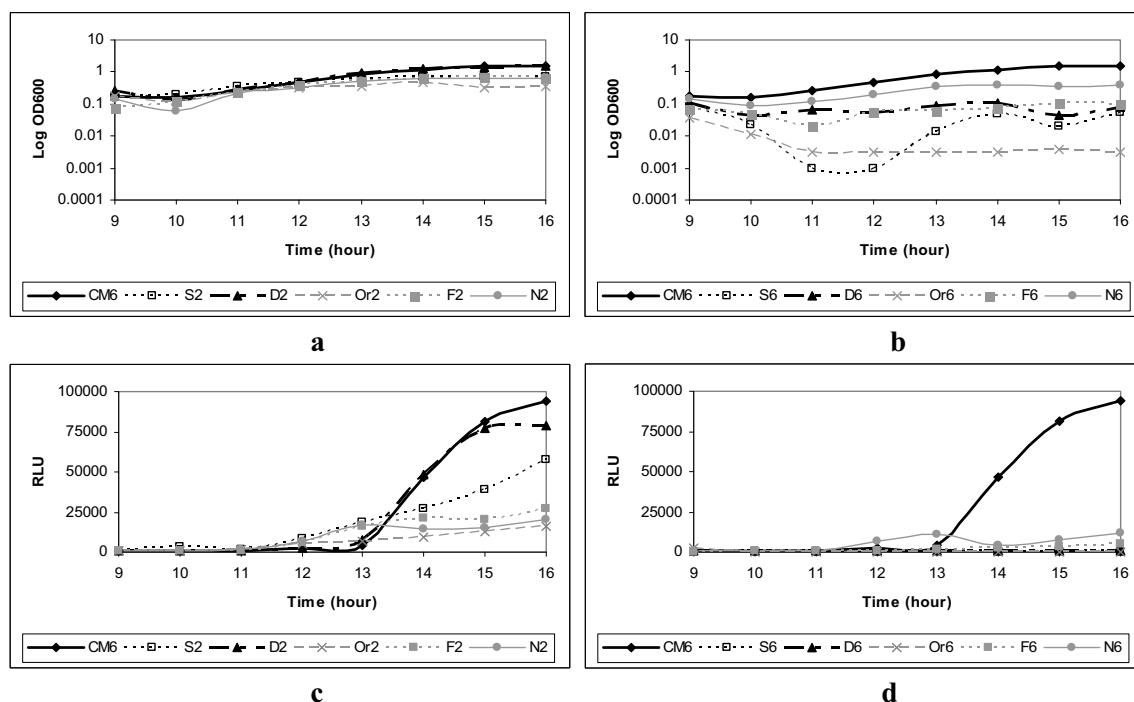 10
1
0.1
0.01
0.001
0.0001
Log OD600
9 10 11 12 13 14 15 16
Time (hour)
CM6 S2 D2 Or2 F2 N2
a
10
1
0.1
0.01
0.001
0.0001
Log OD600
9 10 11 12 13 14 15 16
Time (hour)
CM6 S6 D6 Or6 F6 N6
b
100000
75000
50000
25000
0
RLU
9 10 11 12 13 14 15 16
Time (hour)
CM6 S2 D2 Or2 F2 N2
c
100000
75000
50000
25000
0
RLU
9 10 11 12 13 14 15 16
Time (hour)
CM6 S6 D6 Or6 F6 N6
d